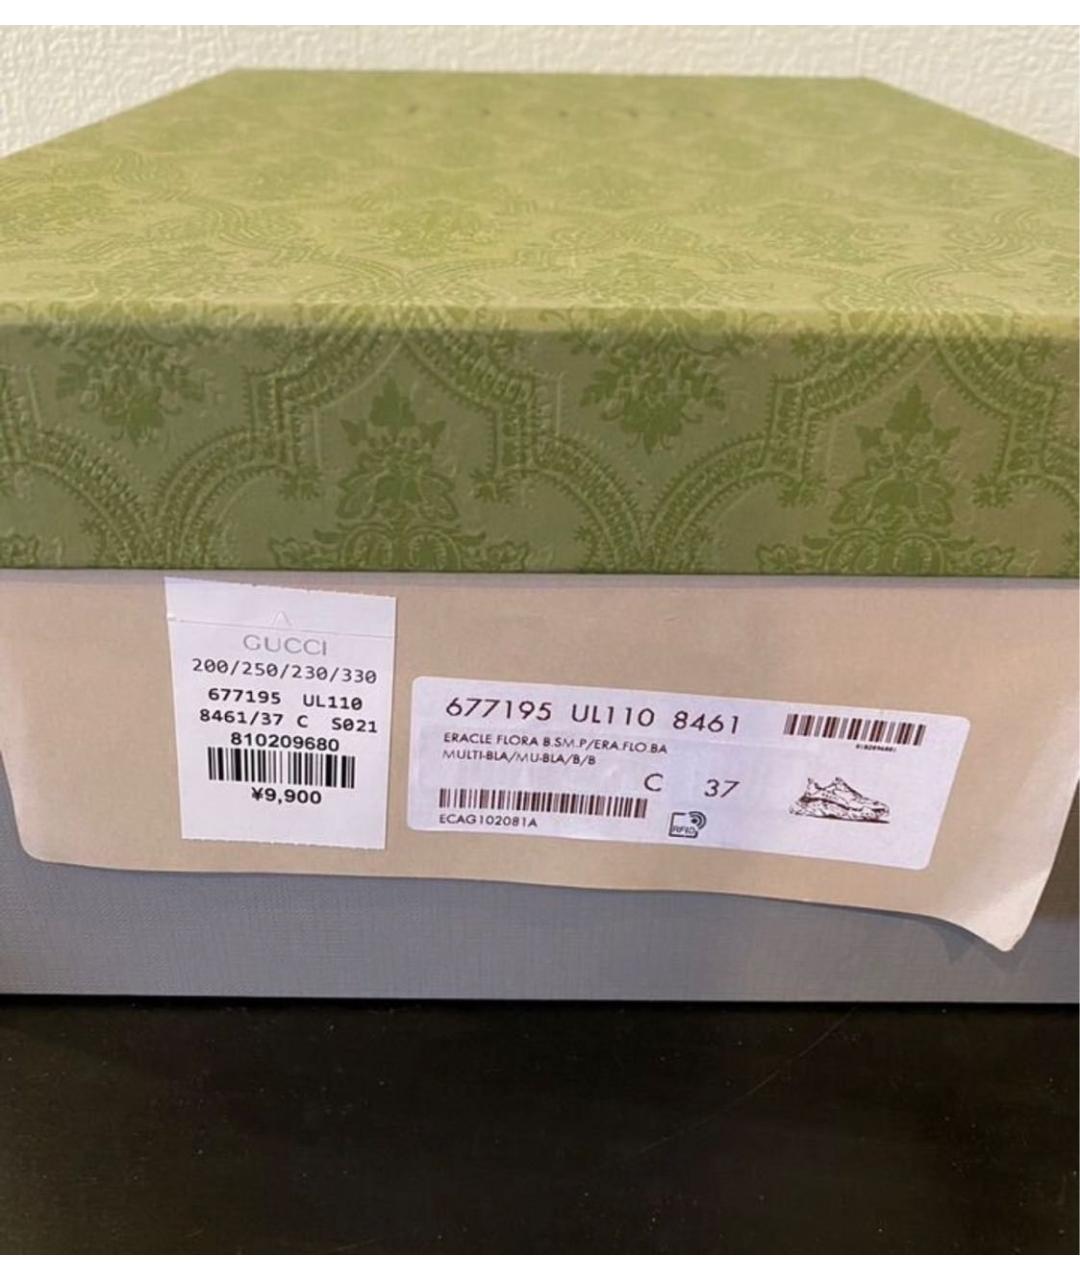 GUCCI
200/250/230/330
677195 UL110
8461/37 C S021
810209680
¥9,900
677195 UL110 8461
ERACLE FLORA B.SM.P/ERA.FLO.BA
MULTI-BLA/MU-BLA/B/B
C 37
ECAG102081A
RFID